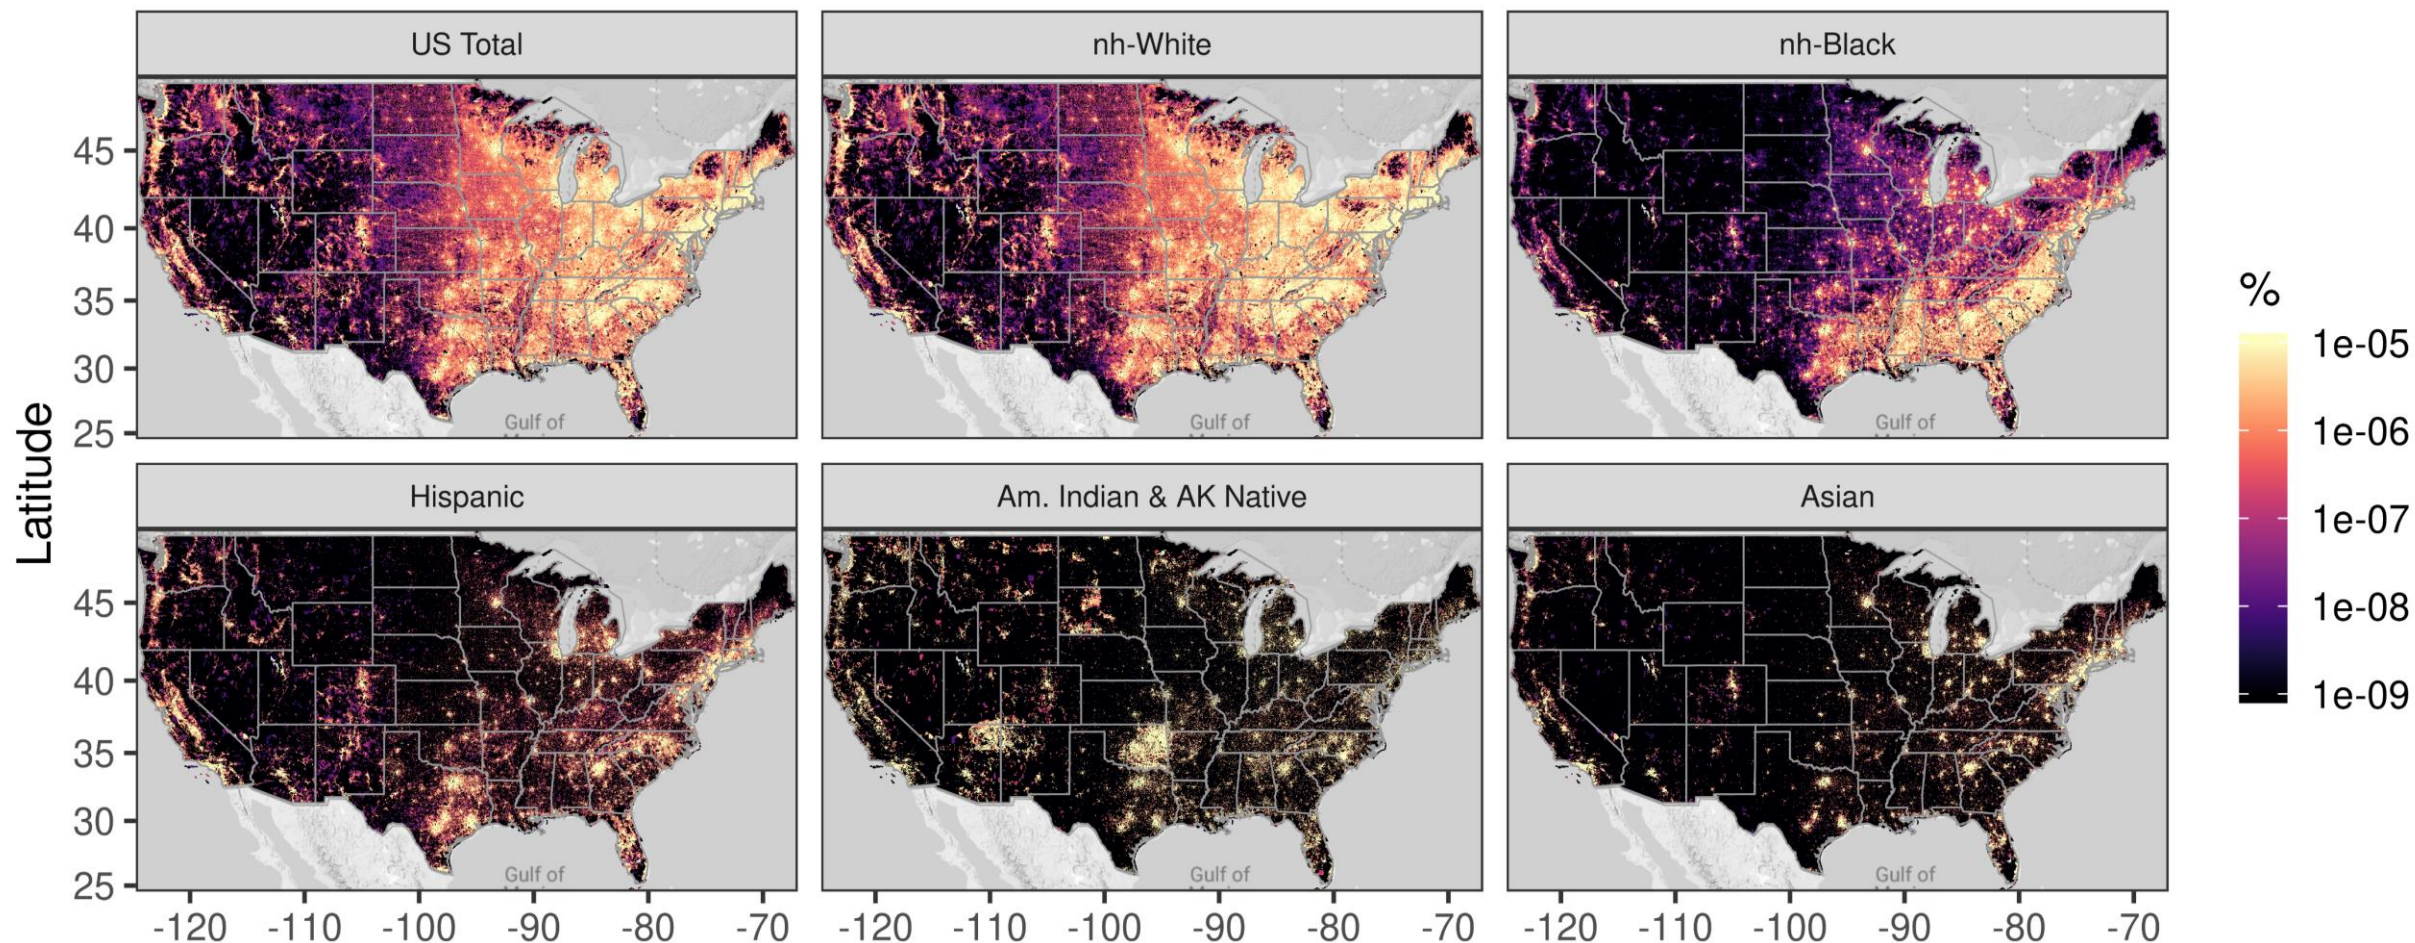 US Total
nh-White
nh-Black
45
40
35
30
25
Gulf of
Gulf of
Gulf of
Latitude
Hispanic
Am. Indian & AK Native
Asian
45
40
35
30
25
Gulf of
Gulf of
Gulf of
-120 -110 -100 -90 -80 -70
-120 -110 -100 -90 -80 -70
-120 -110 -100 -90 -80 -70
%
1e-05
1e-06
1e-07
1e-08
1e-09